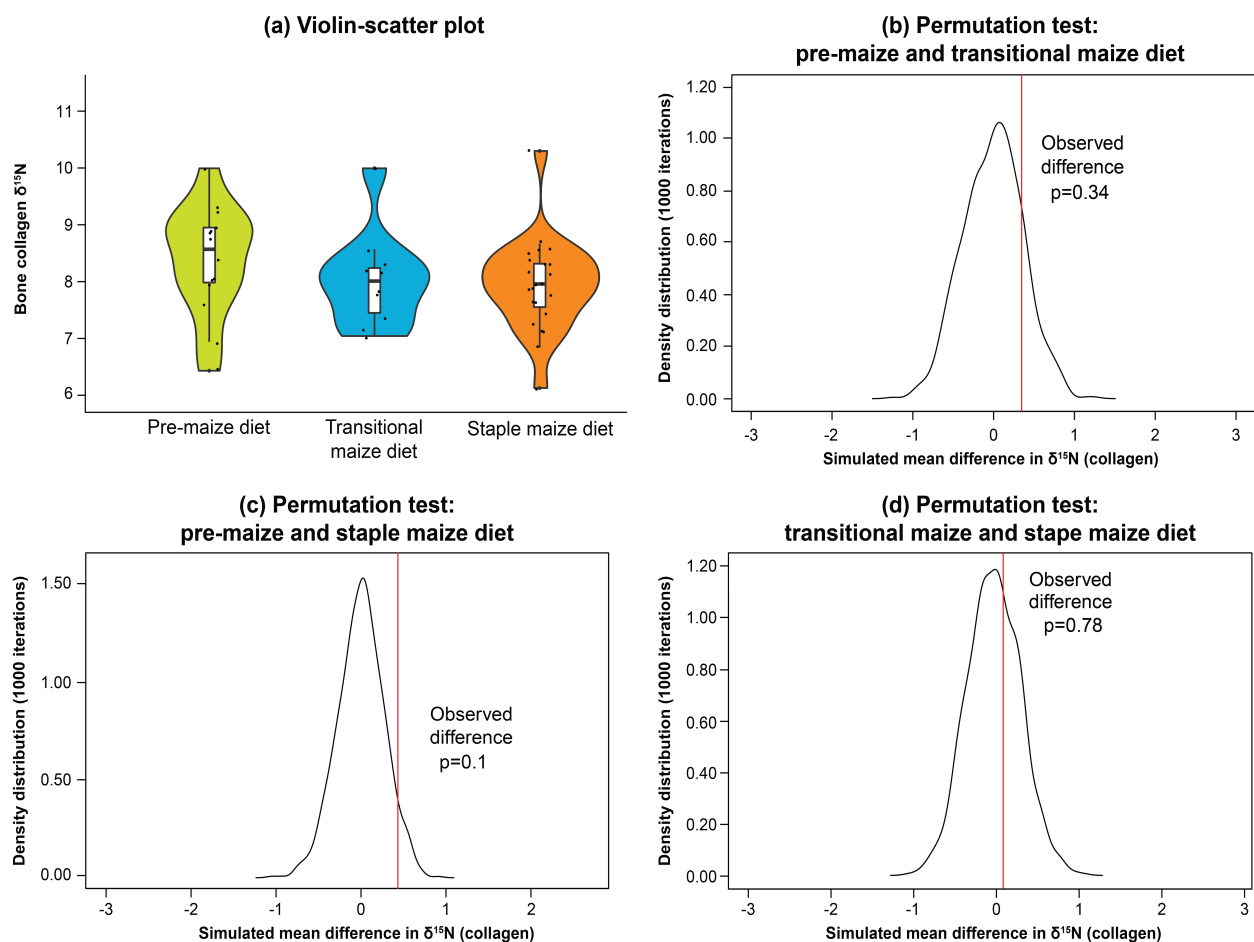 (a) Violin-scatter plot
Bone collagen δ¹⁵N
11
10
9
8
7
6
Pre-maize diet
Transitional
maize diet
Staple maize diet
(b) Permutation test:
pre-maize and transitional maize diet
Density distribution (1000 iterations)
1.20
1.00
0.80
0.60
0.40
0.20
0.00
Observed
difference
p=0.34
-3
-2
-1
0
1
2
3
Simulated mean difference in δ¹⁵N (collagen)
(c) Permutation test:
pre-maize and staple maize diet
Density distribution (1000 iterations)
1.50
1.00
0.50
0.00
Observed
difference
p=0.1
-3
-2
-1
0
1
2
Simulated mean difference in δ¹⁵N (collagen)
(d) Permutation test:
transitional maize and stape maize diet
Density distribution (1000 iterations)
1.20
1.00
0.80
0.60
0.40
0.20
0.00
Observed
difference
p=0.78
-3
-2
-1
0
1
2
3
Simulated mean difference in δ¹⁵N (collagen)